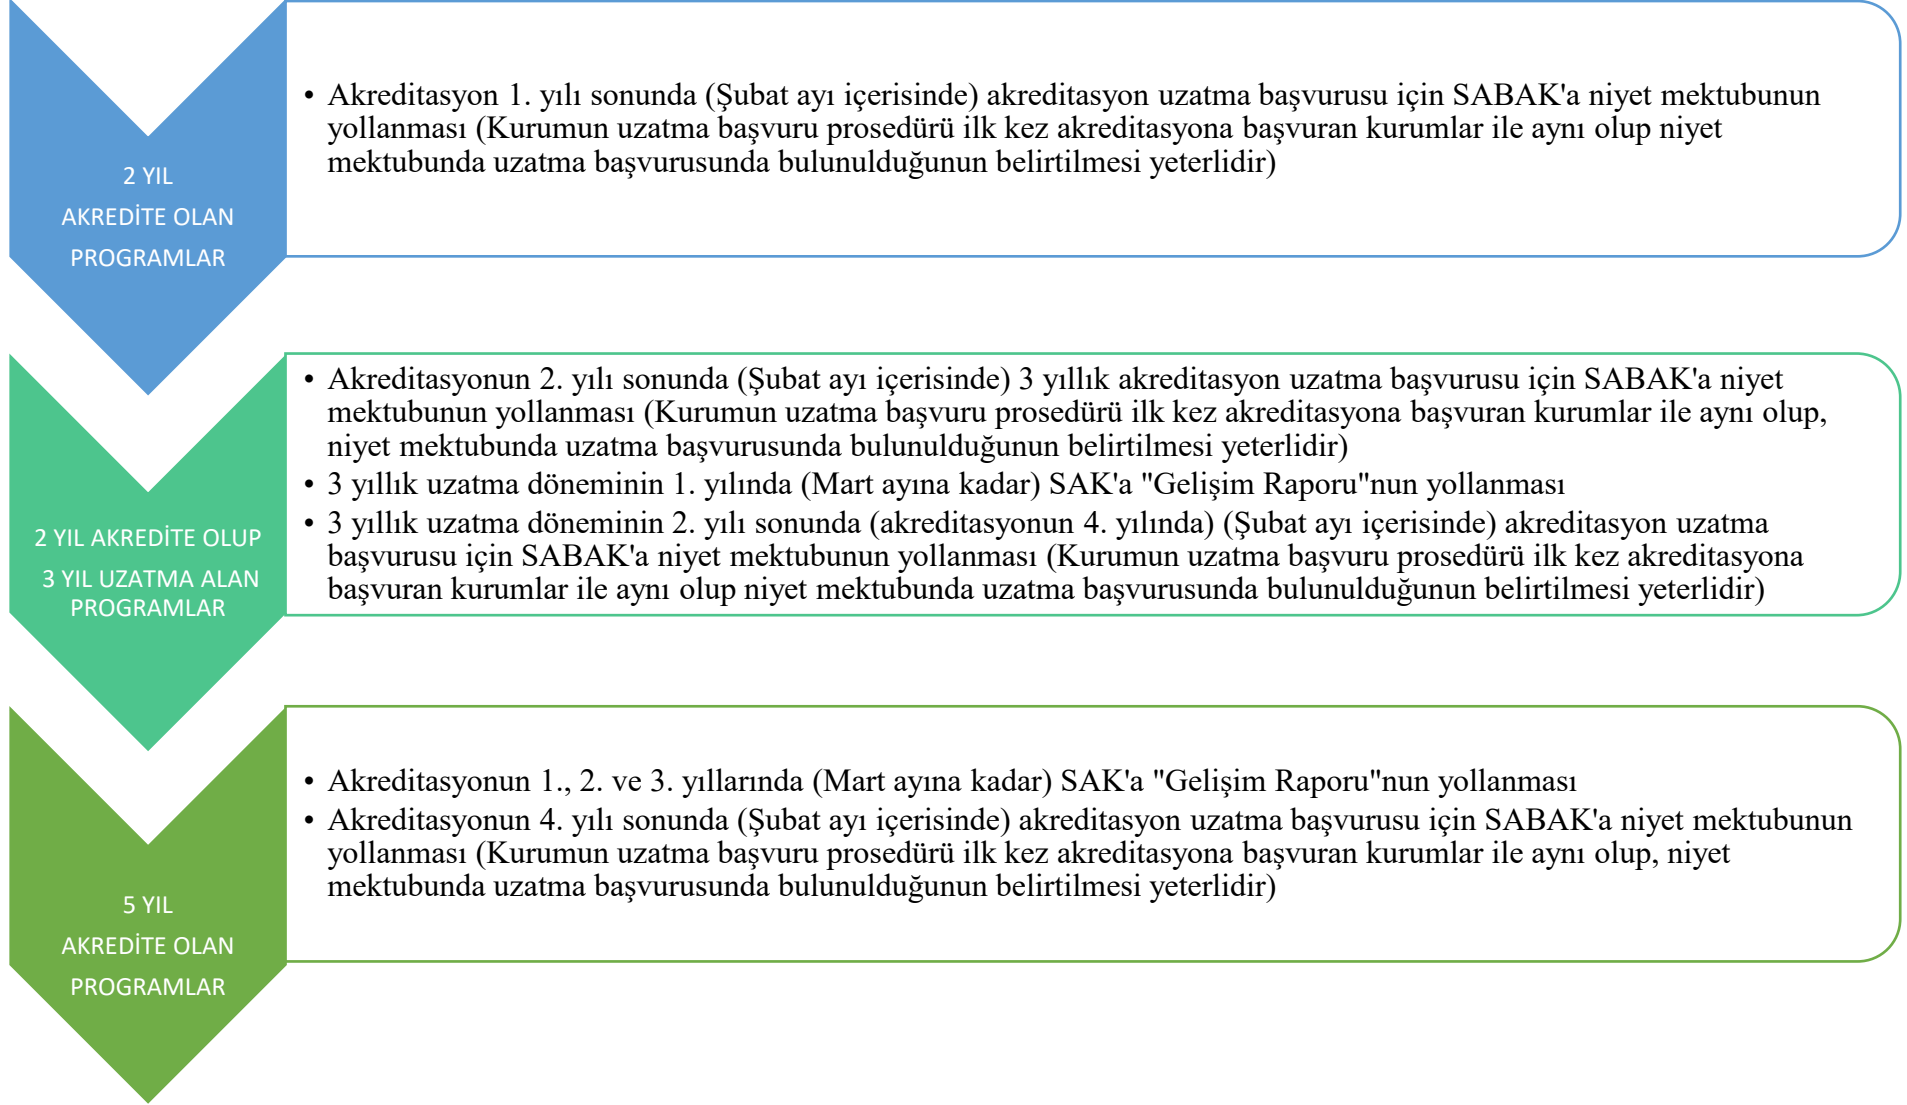 2 YIL
AKREDİTE OLAN
PROGRAMLAR
• Akreditasyon 1. yılı sonunda (Şubat ayı içerisinde) akreditasyon uzatma başvurusu için SABAK'a niyet mektubunun
yollanması (Kurumun uzatma başvuru prosedürü ilk kez akreditasyona başvuran kurumlar ile aynı olup niyet
mektubunda uzatma başvurusunda bulunulduğunun belirtilmesi yeterlidir)
2 YIL AKREDİTE OLUP
3 YIL UZATMA ALAN
PROGRAMLAR
• Akreditasyonun 2. yılı sonunda (Şubat ayı içerisinde) 3 yıllık akreditasyon uzatma başvurusu için SABAK'a niyet
mektubunun yollanması (Kurumun uzatma başvuru prosedürü ilk kez akreditasyona başvuran kurumlar ile aynı olup,
niyet mektubunda uzatma başvurusunda bulunulduğunun belirtilmesi yeterlidir)
• 3 yıllık uzatma döneminin 1. yılında (Mart ayına kadar) SAK'a "Gelişim Raporu"nun yollanması
• 3 yıllık uzatma döneminin 2. yılı sonunda (akreditasyonun 4. yılında) (Şubat ayı içerisinde) akreditasyon uzatma
başvurusu için SABAK'a niyet mektubunun yollanması (Kurumun uzatma başvuru prosedürü ilk kez akreditasyona
başvuran kurumlar ile aynı olup niyet mektubunda uzatma başvurusunda bulunulduğunun belirtilmesi yeterlidir)
5 YIL
AKREDİTE OLAN
PROGRAMLAR
• Akreditasyonun 1., 2. ve 3. yıllarında (Mart ayına kadar) SAK'a "Gelişim Raporu"nun yollanması
• Akreditasyonun 4. yılı sonunda (Şubat ayı içerisinde) akreditasyon uzatma başvurusu için SABAK'a niyet mektubunun
yollanması (Kurumun uzatma başvuru prosedürü ilk kez akreditasyona başvuran kurumlar ile aynı olup, niyet
mektubunda uzatma başvurusunda bulunulduğunun belirtilmesi yeterlidir)